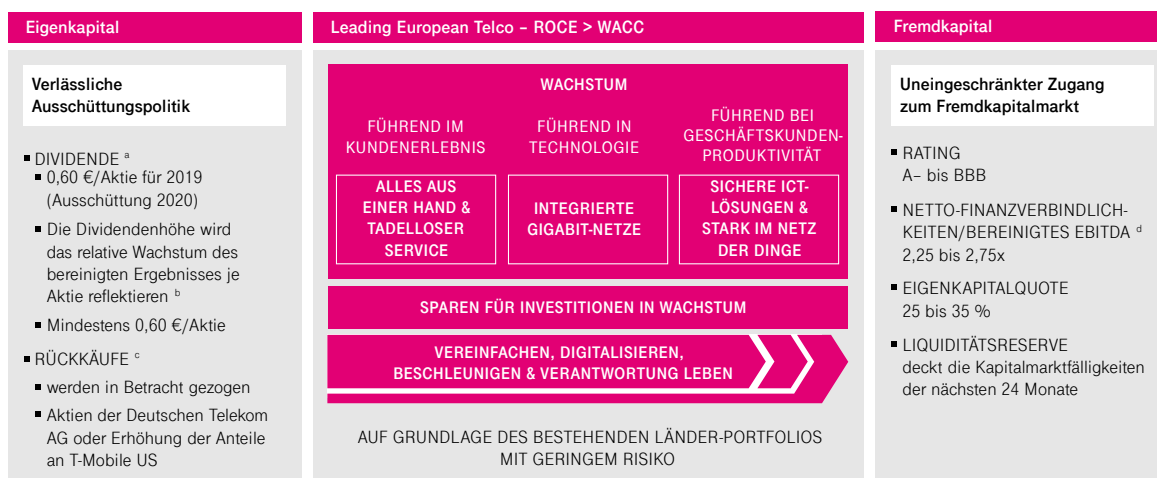 Eigenkapital
Verlässliche
Ausschüttungspolitik
▪ DIVIDENDE ᵃ
▪ 0,60 €/Aktie für 2019
(Ausschüttung 2020)
▪ Die Dividendenhöhe wird
das relative Wachstum des
bereinigten Ergebnisses je
Aktie reflektieren ᵇ
▪ Mindestens 0,60 €/Aktie
▪ RÜCKKÄUFE ᶜ
▪ werden in Betracht gezogen
▪ Aktien der Deutschen Telekom
AG oder Erhöhung der Anteile
an T-Mobile US
Leading European Telco – ROCE > WACC
WACHSTUM
FÜHREND IM
KUNDENERLEBNIS
ALLES AUS
EINER HAND &
TADELLOSER
SERVICE
FÜHREND IN
TECHNOLOGIE
INTEGRIERTE
GIGABIT-NETZE
FÜHREND BEI
GESCHÄFTSKUNDEN-
PRODUKTIVITÄT
SICHERE ICT-
LÖSUNGEN &
STARK IM NETZ
DER DINGE
SPAREN FÜR INVESTITIONEN IN WACHSTUM
VEREINFACHEN, DIGITALISIEREN,
BESCHLEUNIGEN & VERANTWORTUNG LEBEN
AUF GRUNDLAGE DES BESTEHENDEN LÄNDER-PORTFOLIOS
MIT GERINGEM RISIKO
Fremdkapital
Uneingeschränkter Zugang
zum Fremdkapitalmarkt
▪ RATING
A– bis BBB
▪ NETTO-FINANZVERBINDLICH-
KEITEN/BEREINIGTES EBITDA ᵈ
2,25 bis 2,75x
▪ EIGENKAPITALQUOTE
25 bis 35 %
▪ LIQUIDITÄTSRESERVE
deckt die Kapitalmarktfälligkeiten
der nächsten 24 Monate